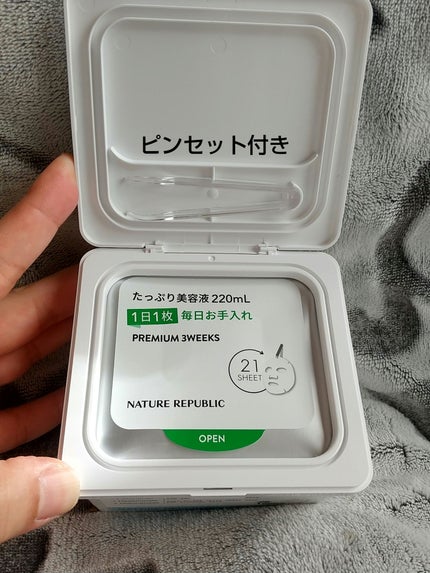 ピンセット付き
たっぷり美容液 220mL
1日1枚 毎日お手入れ
PREMIUM 3WEEKS
21
SHEET
NATURE REPUBLIC
OPEN